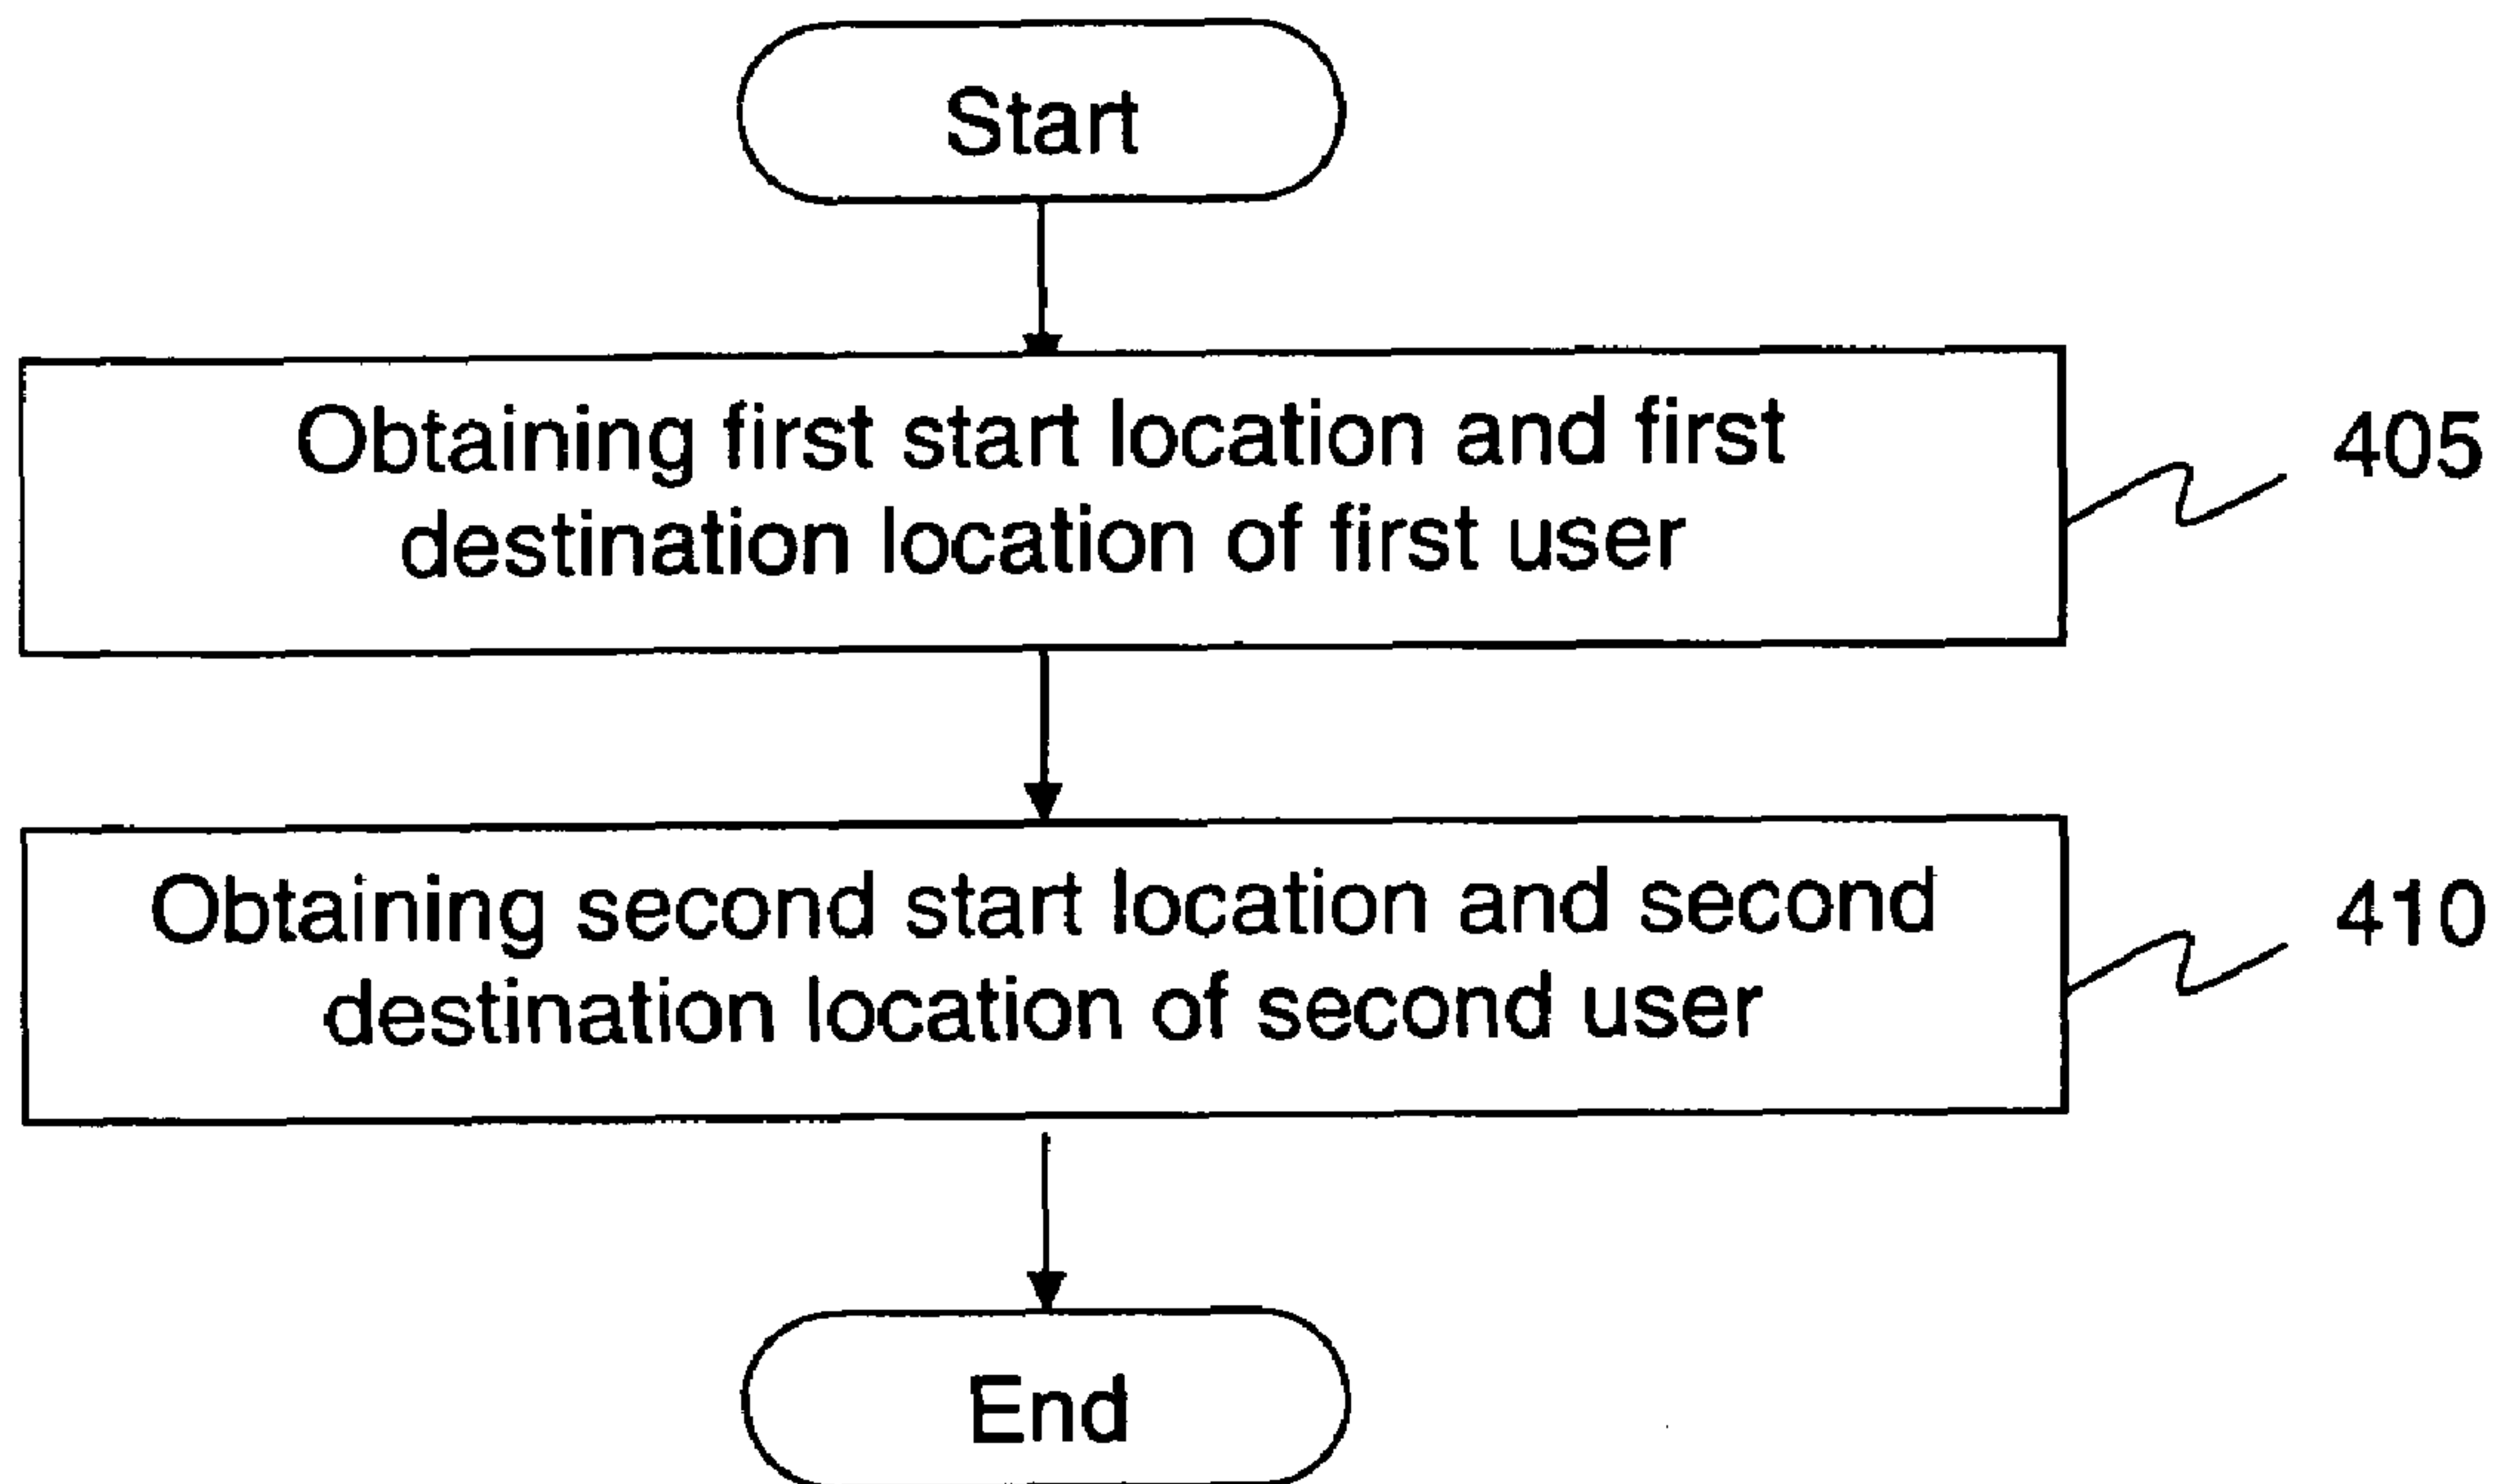 Start
Obtaining first start location and first
destination location of first user
405
Obtaining second start location and second
destination location of second user
410
End